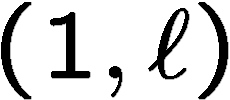 (1, ℓ)